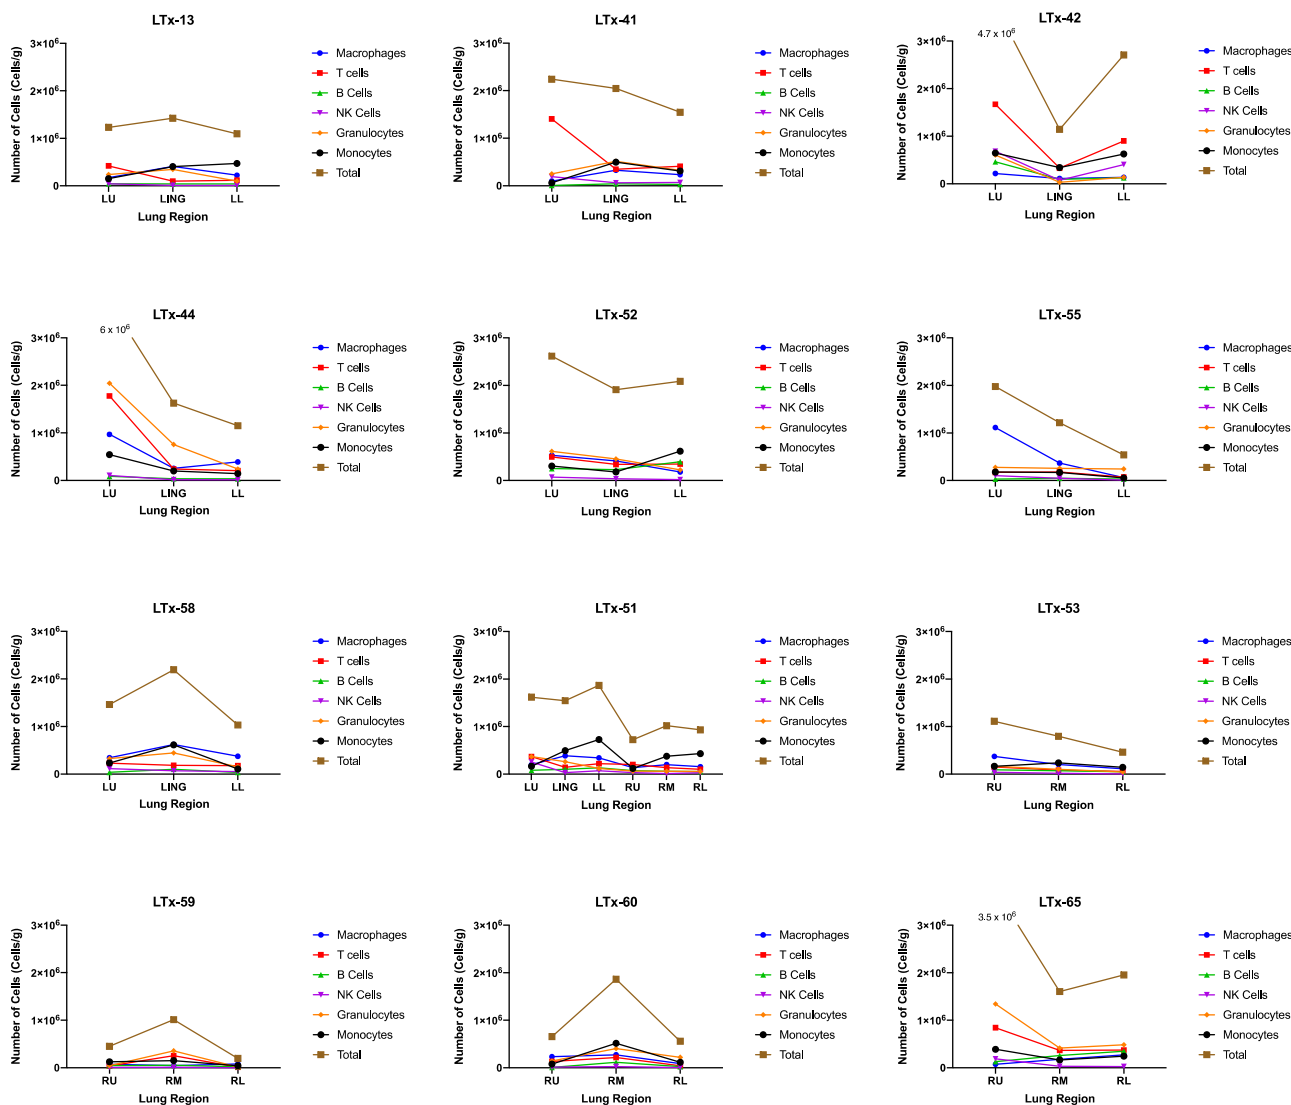 LTx-13
Number of Cells (Cells/g)
3×10⁶
2×10⁶
1×10⁶
0
LU LING LL
Lung Region
Macrophages
T cells
B Cells
NK Cells
Granulocytes
Monocytes
Total
LTx-41
Number of Cells (Cells/g)
3×10⁶
2×10⁶
1×10⁶
0
LU LING LL
Lung Region
Macrophages
T cells
B Cells
NK Cells
Granulocytes
Monocytes
Total
LTx-42
4.7 x 10⁶
Number of Cells (Cells/g)
3×10⁶
2×10⁶
1×10⁶
0
LU LING LL
Lung Region
Macrophages
T cells
B Cells
NK Cells
Granulocytes
Monocytes
Total
LTx-44
6 x 10⁶
Number of Cells (Cells/g)
3×10⁶
2×10⁶
1×10⁶
0
LU LING LL
Lung Region
Macrophages
T cells
B Cells
NK Cells
Granulocytes
Monocytes
Total
LTx-52
Number of Cells (Cells/g)
3×10⁶
2×10⁶
1×10⁶
0
LU LING LL
Lung Region
Macrophages
T cells
B Cells
NK Cells
Granulocytes
Monocytes
Total
LTx-55
Number of Cells (Cells/g)
3×10⁶
2×10⁶
1×10⁶
0
LU LING LL
Lung Region
Macrophages
T cells
B Cells
NK Cells
Granulocytes
Monocytes
Total
LTx-58
Number of Cells (Cells/g)
3×10⁶
2×10⁶
1×10⁶
0
LU LING LL
Lung Region
Macrophages
T cells
B Cells
NK Cells
Granulocytes
Monocytes
Total
LTx-51
Number of Cells (Cells/g)
3×10⁶
2×10⁶
1×10⁶
0
LU LING LL RU RM RL
Lung Region
Macrophages
T cells
B Cells
NK Cells
Granulocytes
Monocytes
Total
LTx-53
Number of Cells (Cells/g)
3×10⁶
2×10⁶
1×10⁶
0
RU RM RL
Lung Region
Macrophages
T cells
B Cells
NK Cells
Granulocytes
Monocytes
Total
LTx-59
Number of Cells (Cells/g)
3×10⁶
2×10⁶
1×10⁶
0
RU RM RL
Lung Region
Macrophages
T cells
B Cells
NK Cells
Granulocytes
Monocytes
Total
LTx-60
Number of Cells (Cells/g)
3×10⁶
2×10⁶
1×10⁶
0
RU RM RL
Lung Region
Macrophages
T cells
B Cells
NK Cells
Granulocytes
Monocytes
Total
LTx-65
3.5 x 10⁶
Number of Cells (Cells/g)
3×10⁶
2×10⁶
1×10⁶
0
RU RM RL
Lung Region
Macrophages
T cells
B Cells
NK Cells
Granulocytes
Monocytes
Total